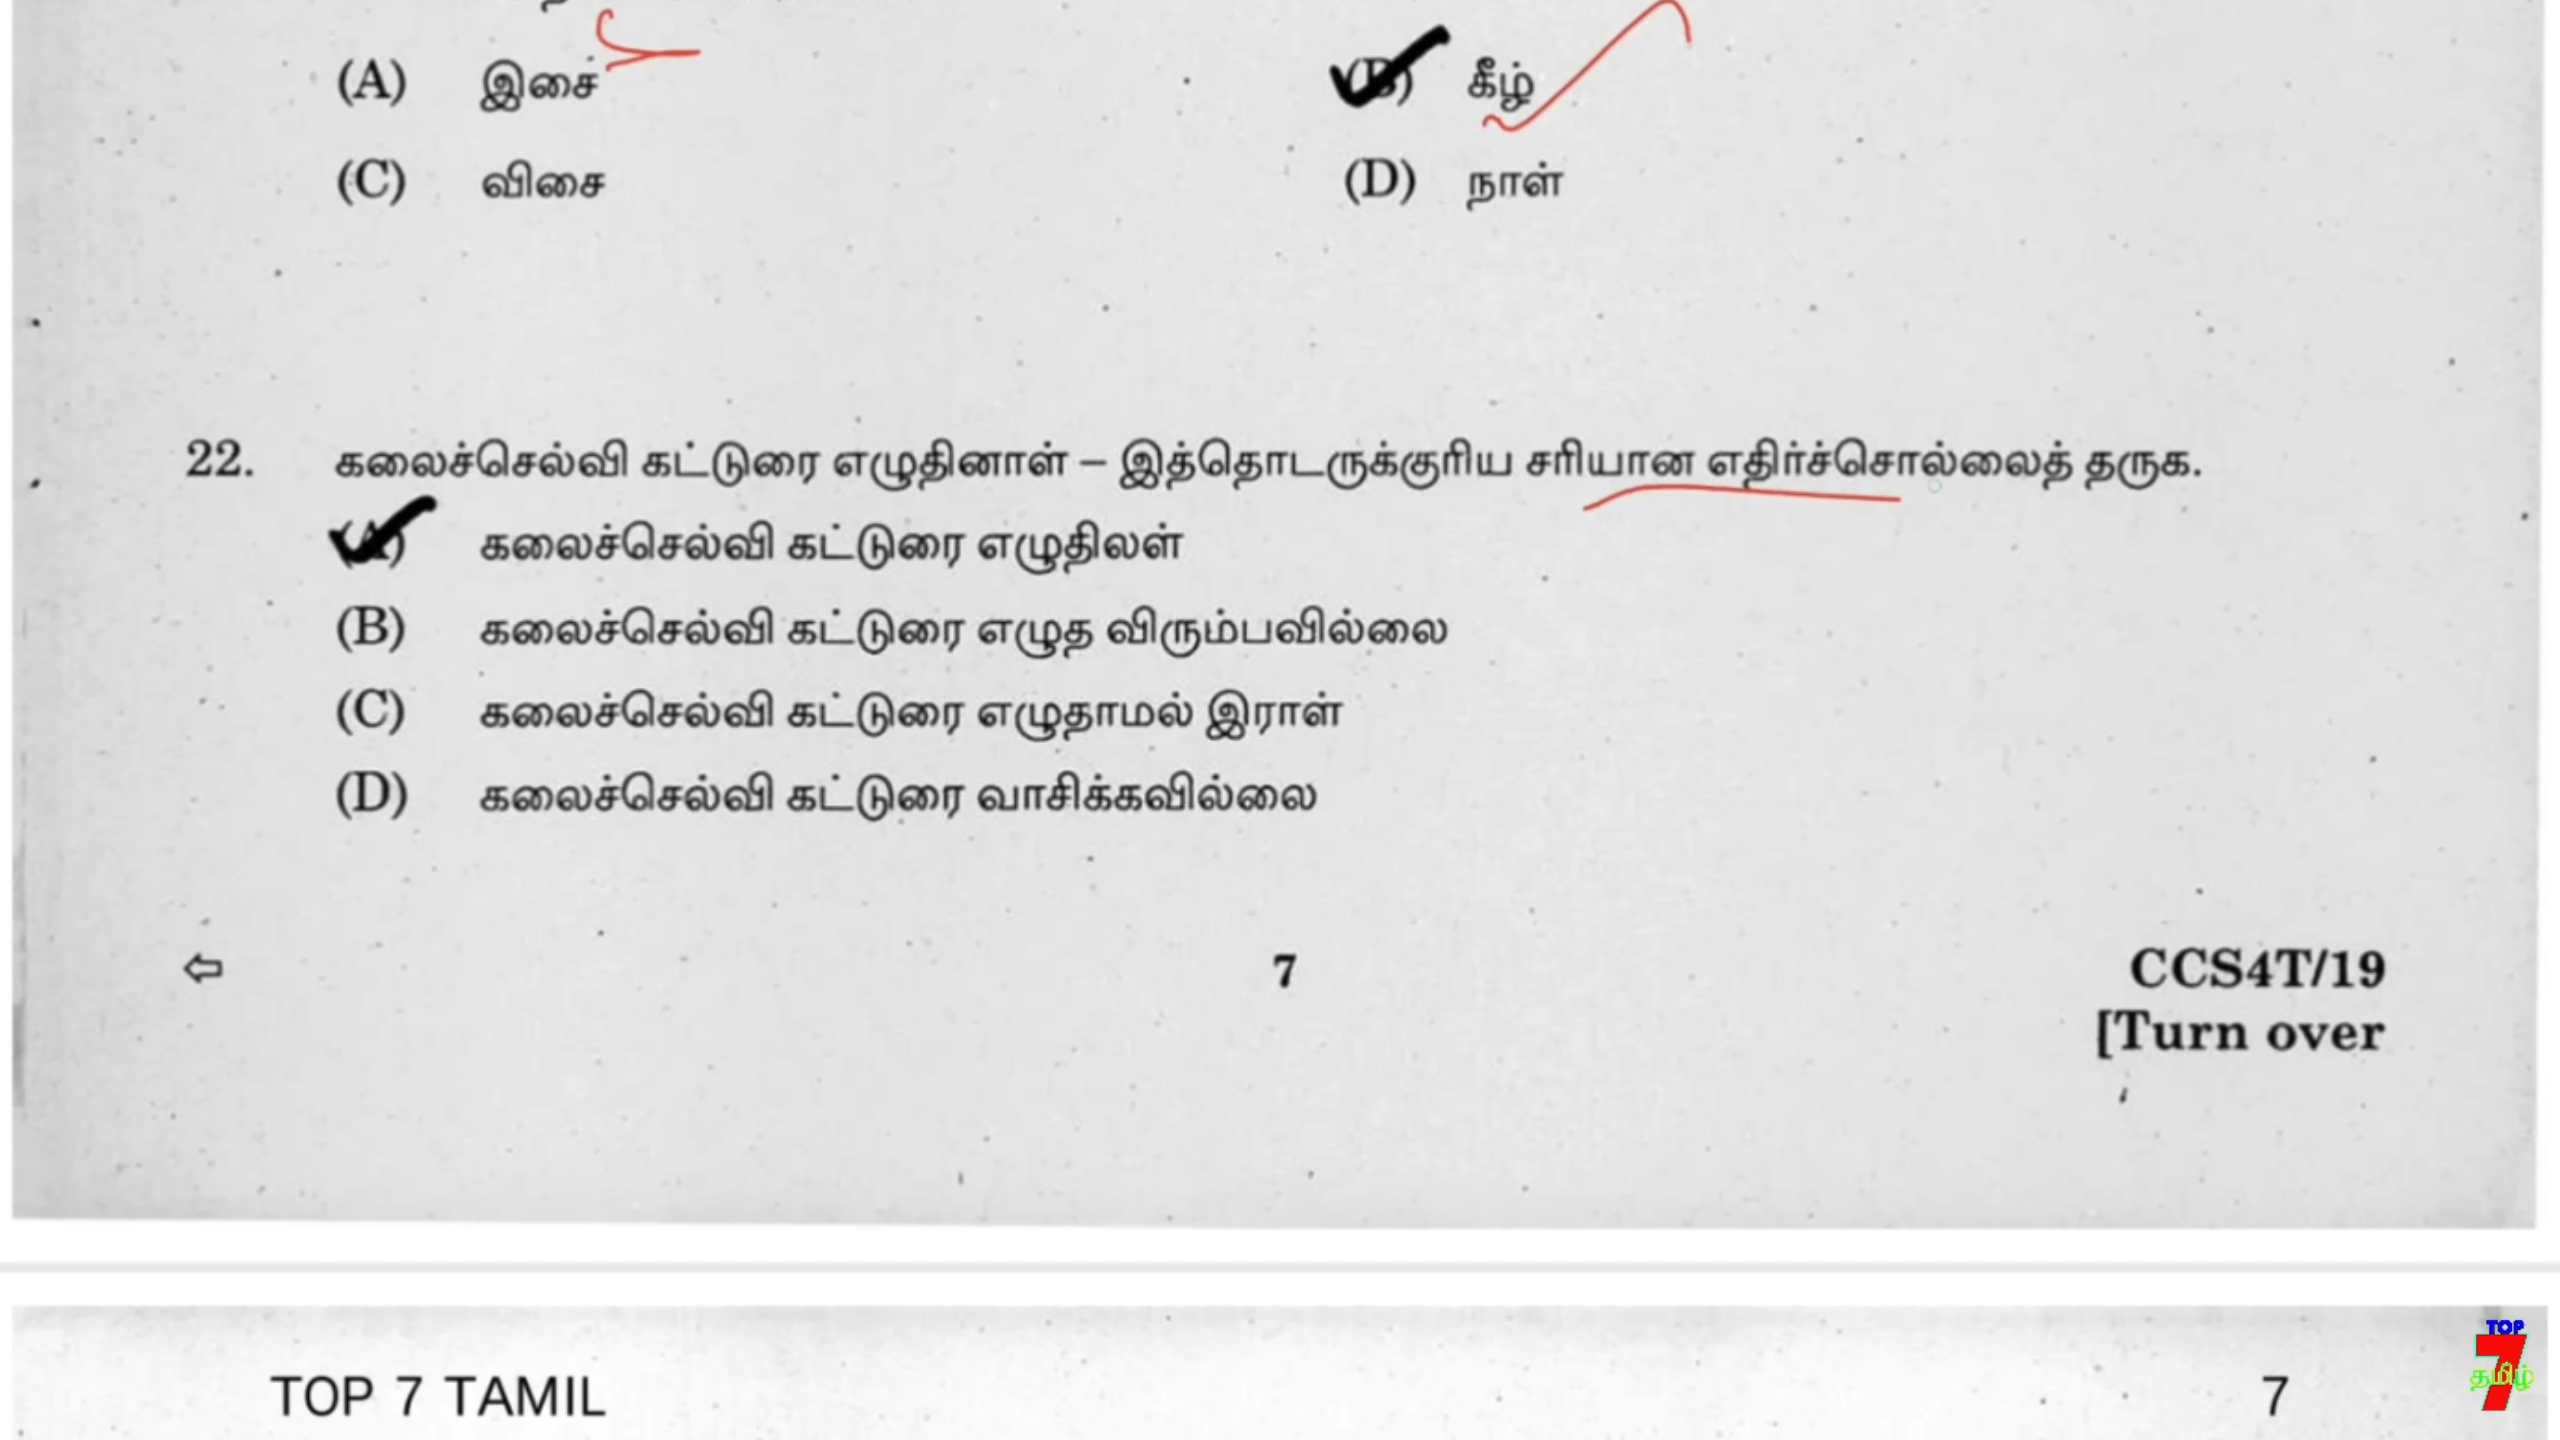 (A) இசை (B) கீழ்
(C) விசை (D) நாள்
22. கலைச்செல்வி கட்டுரை எழுதினாள் – இத்தொடருக்குரிய சரியான எதிர்ச்சொல்லைத் தருக.
(A) கலைச்செல்வி கட்டுரை எழுதிலள்
(B) கலைச்செல்வி கட்டுரை எழுத விரும்பவில்லை
(C) கலைச்செல்வி கட்டுரை எழுதாமல் இராள்
(D) கலைச்செல்வி கட்டுரை வாசிக்கவில்லை
⇦ 7 CCS4T/19
[Turn over
TOP 7 TAMIL 7
TOP
7
தமிழ்